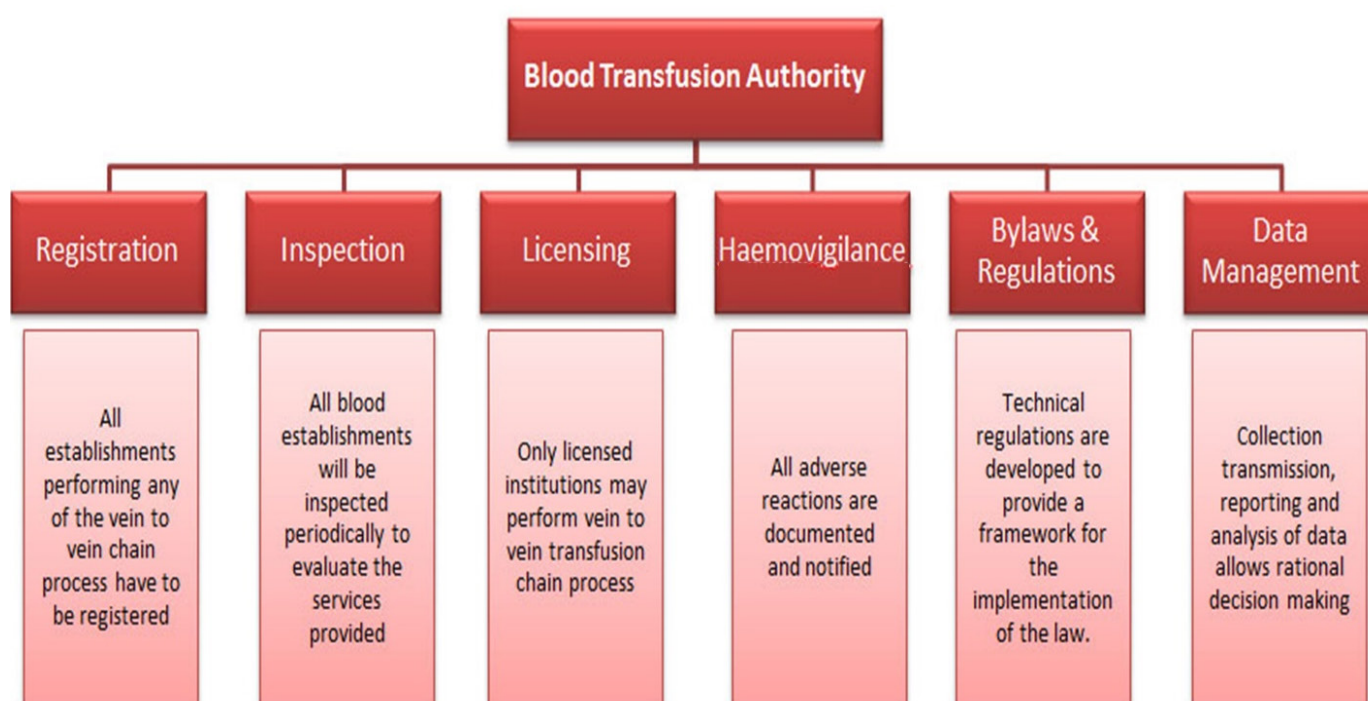 Blood Transfusion Authority
Registration
Inspection
Licensing
Haemovigilance
Bylaws &
Regulations
Data
Management
All
establishments
performing any
of the vein to
vein chain
process have to
be registered
All blood
establishments
will be
inspected
periodically to
evaluate the
services
provided
Only licensed
institutions may
perform vein to
vein transfusion
chain process
All adverse
reactions are
documented
and notified
Technical
regulations are
developed to
provide a
framework for
the
implementation
of the law.
Collection
transmission,
reporting and
analysis of data
allows rational
decision making